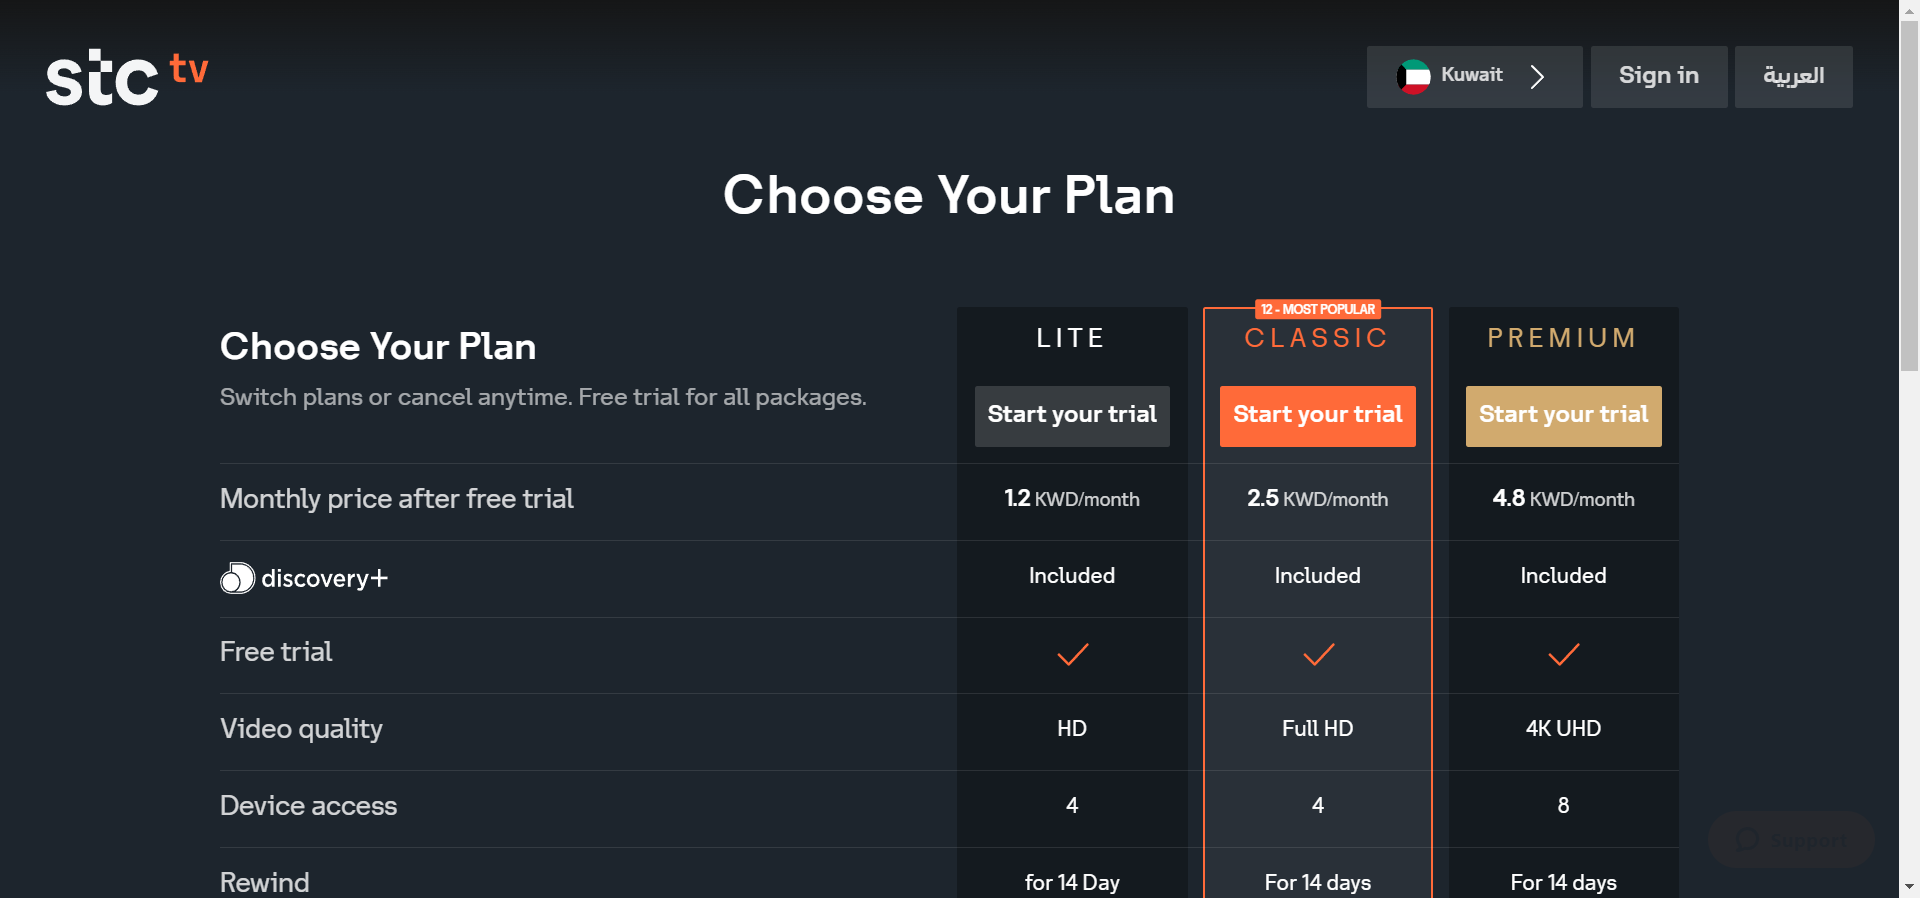 stc tv
Kuwait
Sign in
العربية
Choose Your Plan
Choose Your Plan
Switch plans or cancel anytime. Free trial for all packages.
LITE
12 - MOST POPULAR
CLASSIC
PREMIUM
Start your trial
Start your trial
Start your trial
Monthly price after free trial
1.2 KWD/month
2.5 KWD/month
4.8 KWD/month
discovery+
Included
Included
Included
Free trial
Video quality
HD
Full HD
4K UHD
Device access
4
4
8
Support
Rewind
for 14 Day
For 14 days
For 14 days